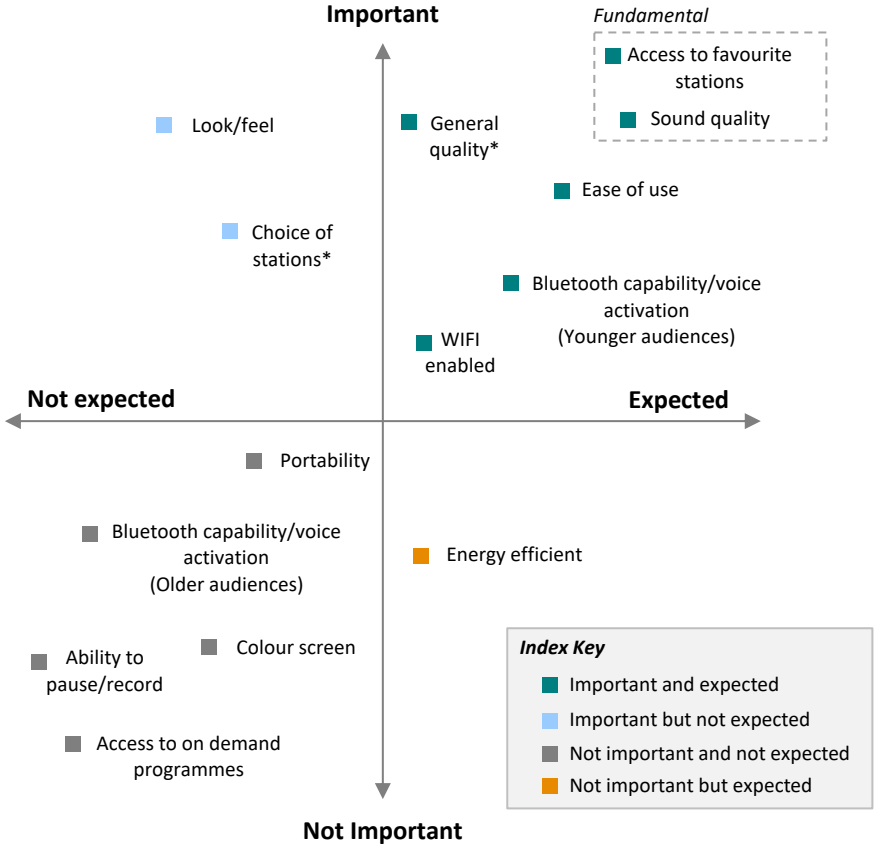 Important
Fundamental
Access to favourite
stations
Sound quality
Look/feel
General
quality*
Ease of use
Choice of
stations*
Bluetooth capability/voice
activation
(Younger audiences)
WIFI
enabled
Not expected
Expected
Portability
Bluetooth capability/voice
activation
(Older audiences)
Energy efficient
Colour screen
Ability to
pause/record
Access to on demand
programmes
Index Key
Important and expected
Important but not expected
Not important and not expected
Not important but expected
Not Important